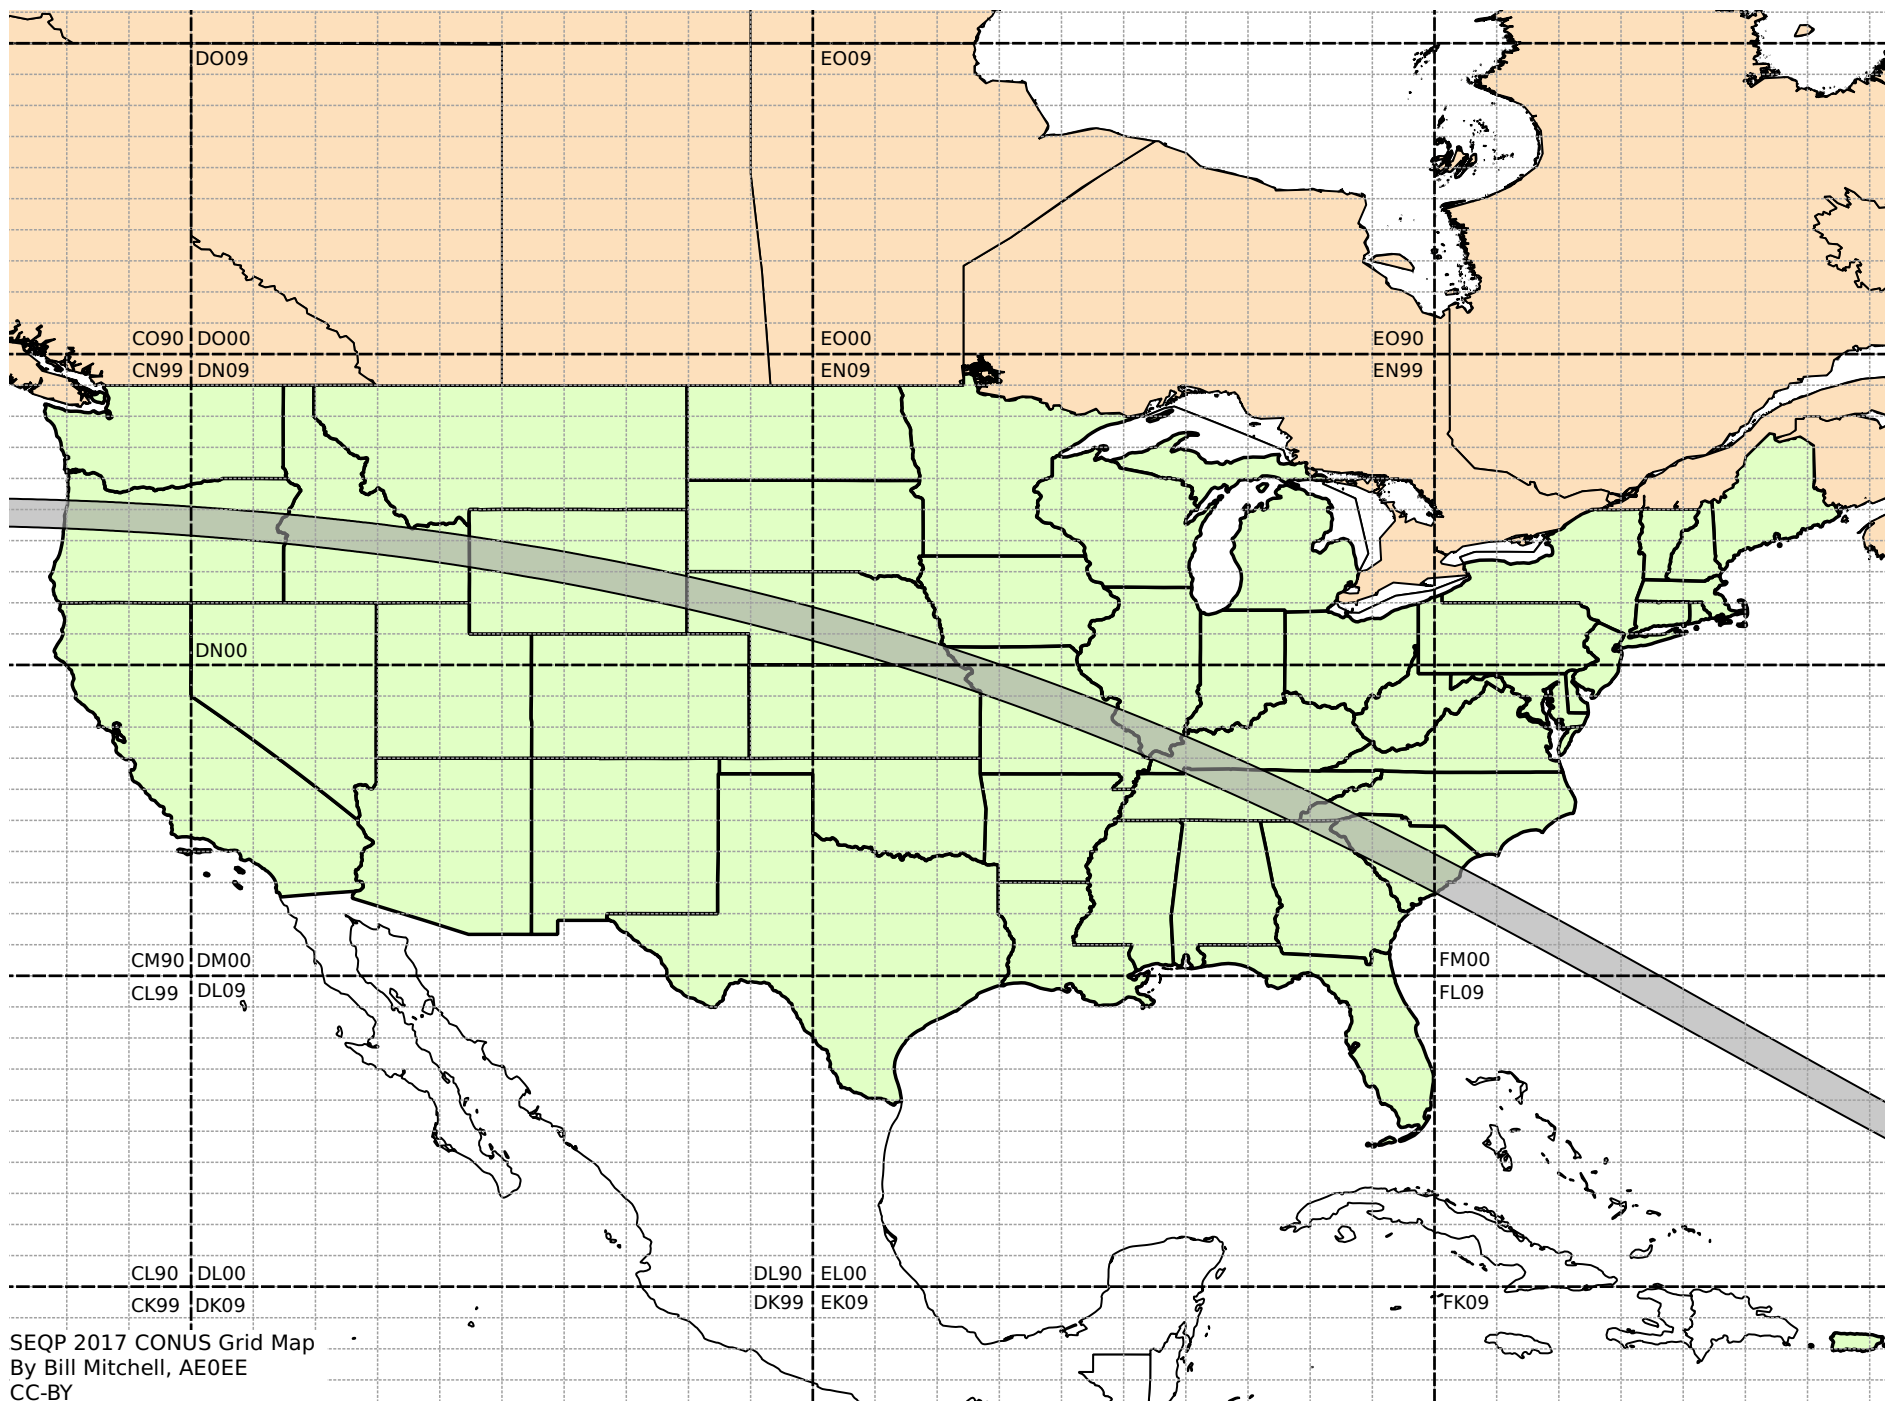 DO09 EO09
CO90 DO00 EO00 EO90
CN99 DN09 EN09 EN99
DN00
CM90 DM00 FM00
CL99 DL09 FL09
CL90 DL00 DL90 EL00
CK99 DK09 DK99 EK09 FK09
SEQP 2017 CONUS Grid Map
By Bill Mitchell, AE0EE
CC-BY